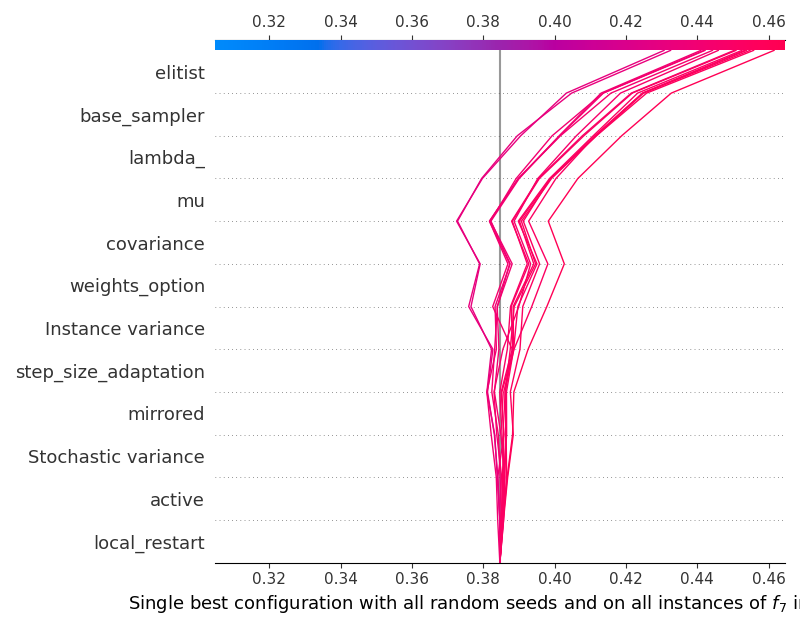 0.32 0.34 0.36 0.38 0.40 0.42 0.44 0.46
elitist
base_sampler
lambda_
mu
covariance
weights_option
Instance variance
step_size_adaptation
mirrored
Stochastic variance
active
local_restart
0.32 0.34 0.36 0.38 0.40 0.42 0.44 0.46
Single best configuration with all random seeds and on all instances of f₇